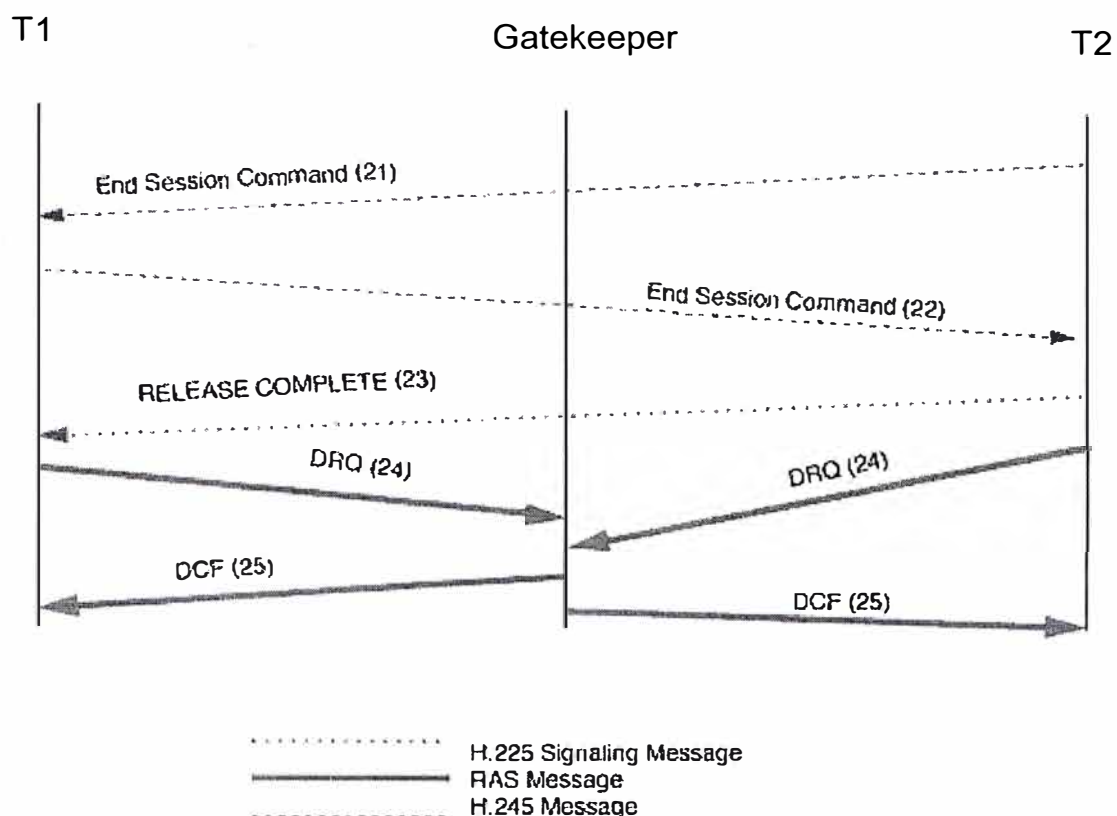 T1
Gatekeeper
T2
End Session Command (21)
End Session Command (22)
RELEASE COMPLETE (23)
DRQ (24)
DRQ (24)
DCF (25)
DCF (25)
H.225 Signaling Message
RAS Message
H.245 Message